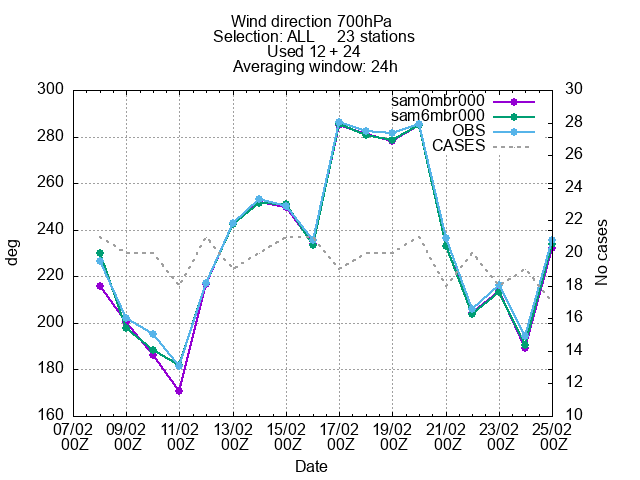 Wind direction 700hPa
Selection: ALL 23 stations
Used 12 + 24
Averaging window: 24h
300 30
sam0mbr000
sam6mbr000
OBS
CASES
280 28
26
260
24
240 22
deg
No cases
20
220 18
200 16
14
180
12
160 10
07/02 09/02 11/02 13/02 15/02 17/02 19/02 21/02 23/02 25/02
00Z 00Z 00Z 00Z 00Z 00Z 00Z 00Z 00Z 00Z
Date